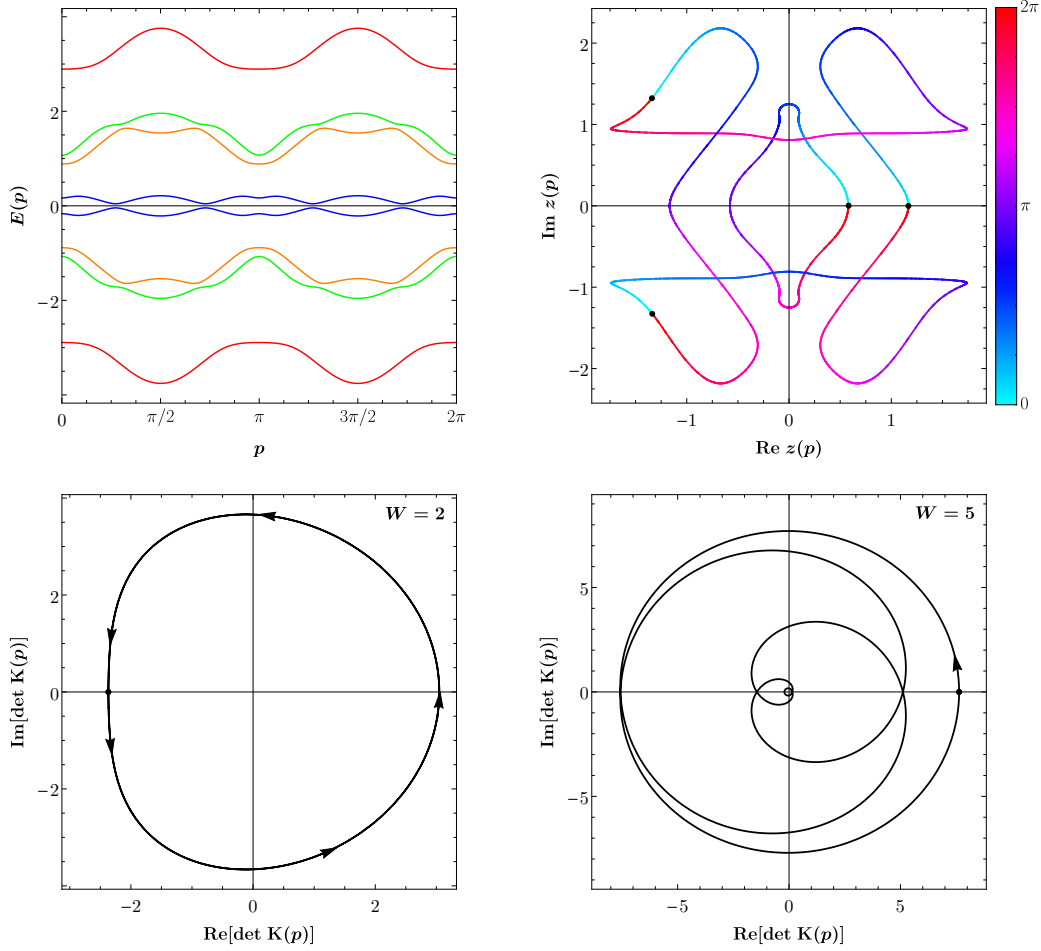 2
0
−2
E(p)
0
π/2
π
3π/2
2π
p
2
1
0
−1
−2
Im z(p)
−1
0
1
Re z(p)
2π
π
0
W = 2
2
0
−2
Im[det K(p)]
−2
0
2
Re[det K(p)]
W = 5
5
0
−5
Im[det K(p)]
−5
0
5
Re[det K(p)]